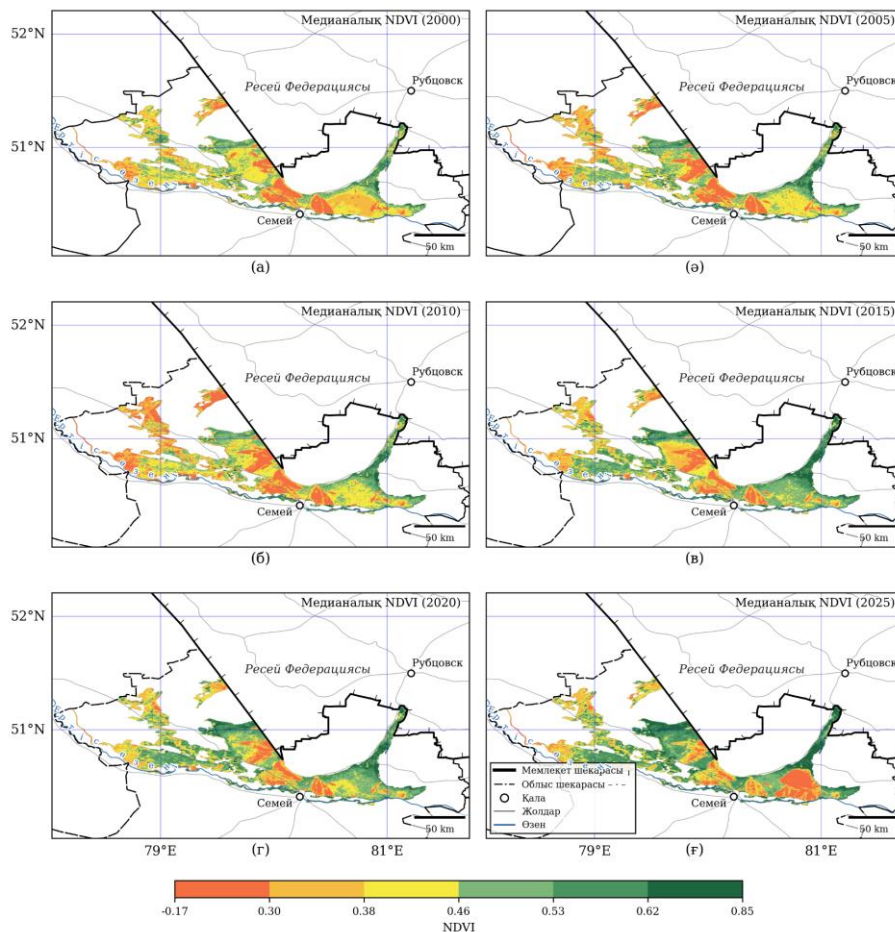 Медианалық NDVI (2000)
52°N
Рубцовск
Ресей Федерациясы
51°N
Семей
50 km
(а)
Медианалық NDVI (2005)
Рубцовск
Ресей Федерациясы
Семей
50 km
(ә)
Медианалық NDVI (2010)
52°N
Рубцовск
Ресей Федерациясы
51°N
Семей
50 km
(б)
Медианалық NDVI (2015)
Рубцовск
Ресей Федерациясы
Семей
50 km
(в)
Медианалық NDVI (2020)
52°N
Рубцовск
Ресей Федерациясы
51°N
Семей
50 km
79°E
(г)
81°E
Медианалық NDVI (2025)
Рубцовск
Ресей Федерациясы
Мемлекет шекарасы
Облыс шекарасы
Қала
Жолдар
Өзен
50 km
79°E
(ғ)
81°E
-0.17 0.30 0.38 0.46 0.53 0.62 0.85
NDVI